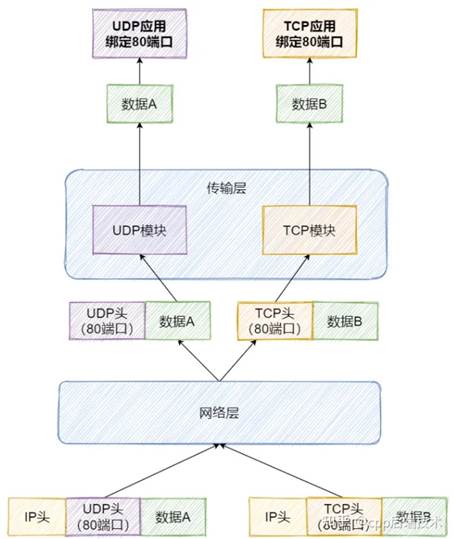 UDP应用
绑定80端口
TCP应用
绑定80端口
数据A
数据B
传输层
UDP模块
TCP模块
UDP头
(80端口)
数据A
TCP头
(80端口)
数据B
网络层
IP头
UDP头
(80端口)
数据A
IP头
TCP头
(80端口)
数据B
知乎 @cpp后端技术